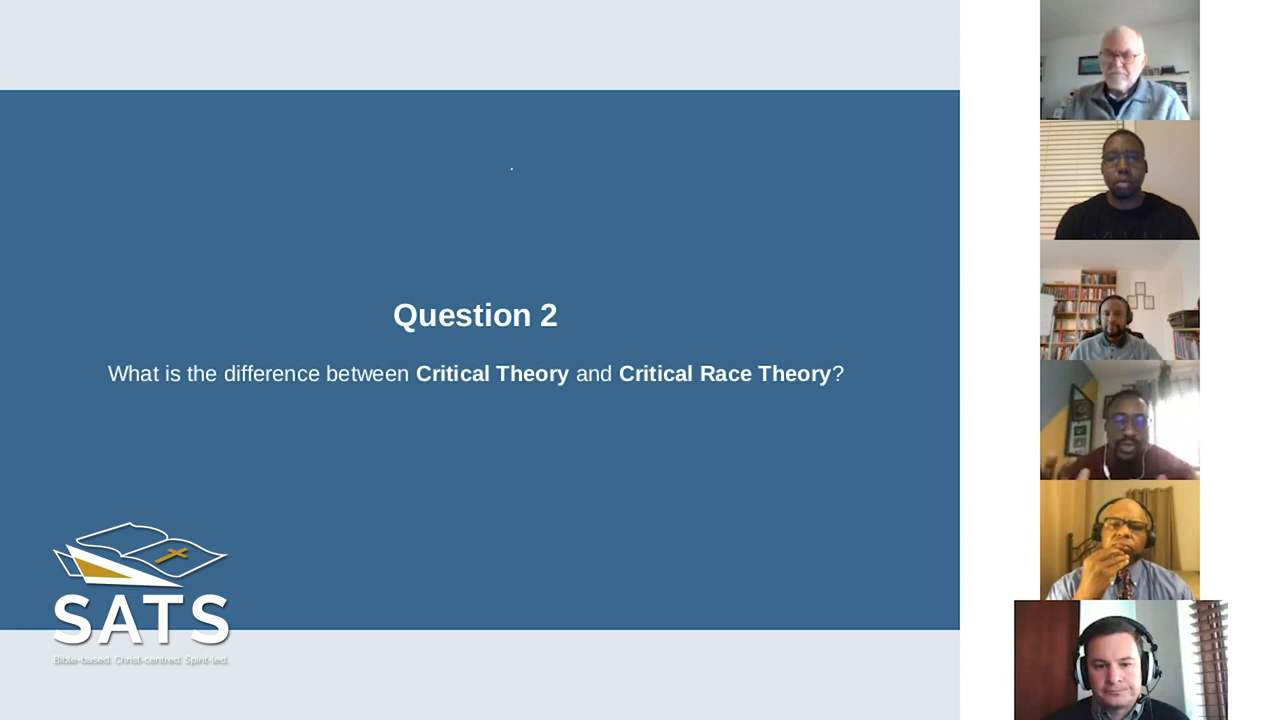 Question 2
What is the difference between Critical Theory and Critical Race Theory?
SATS
Bible-based. Christ-centred. Spirit-led.